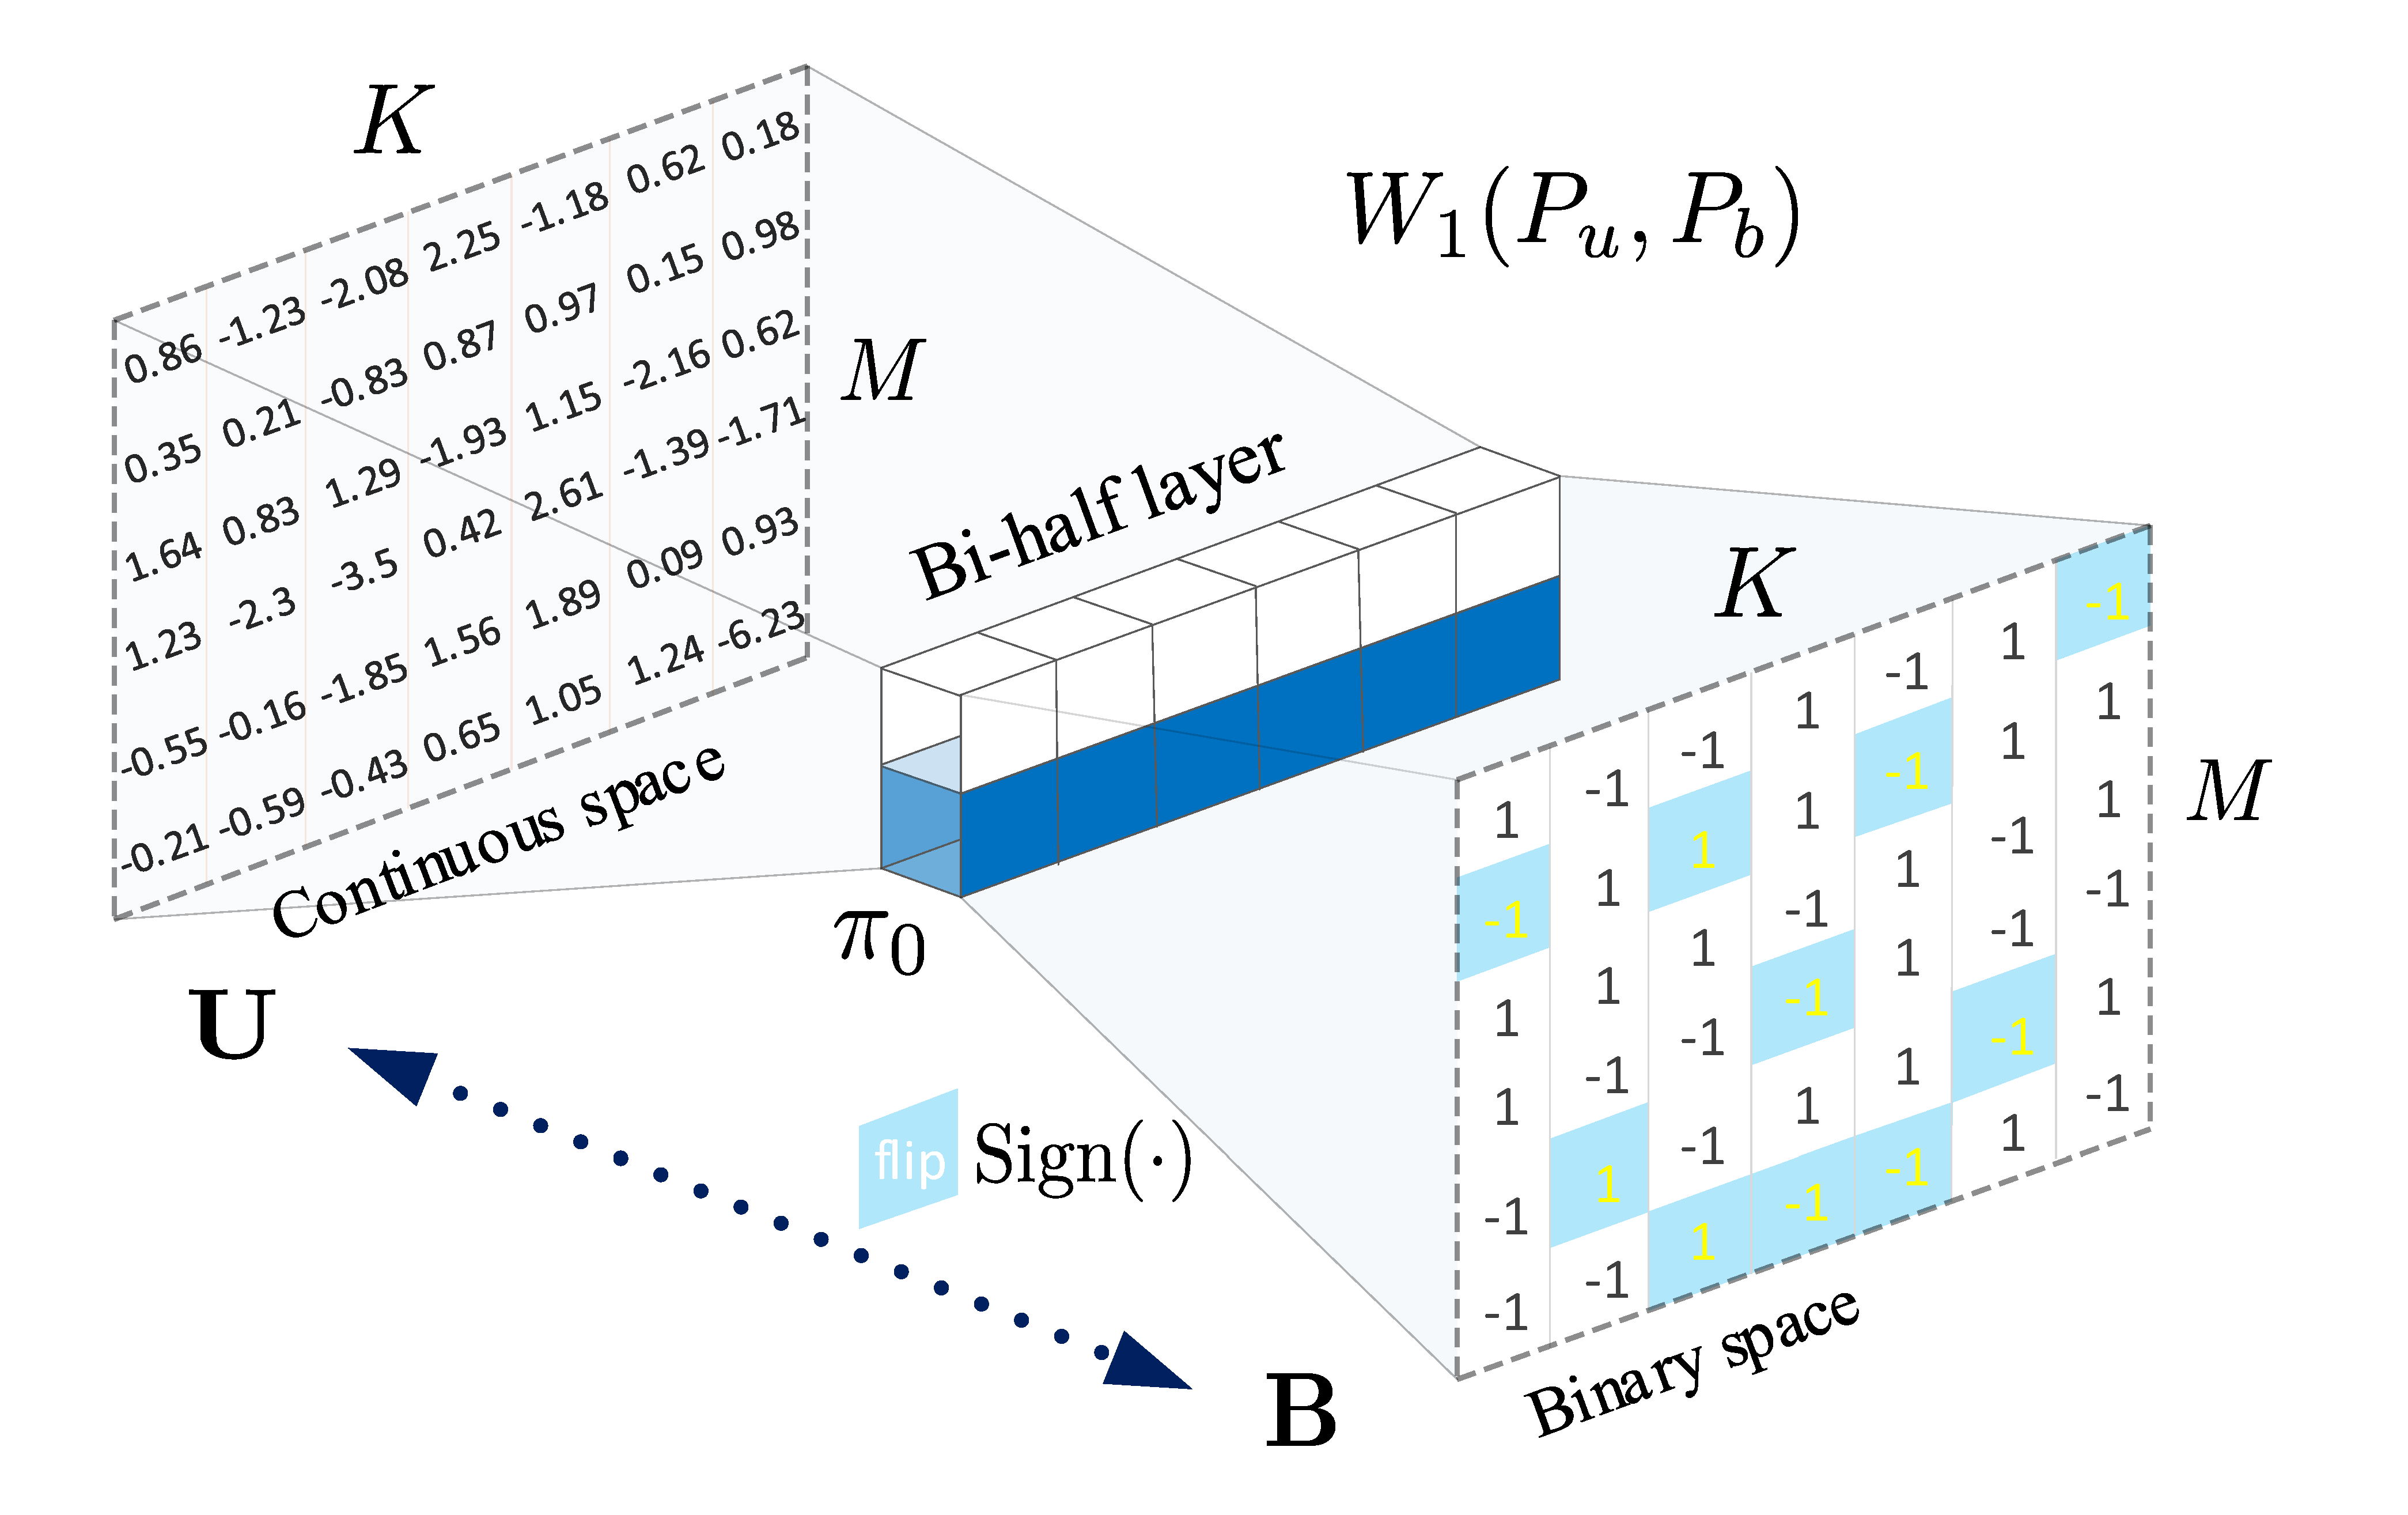 K
0.86 -1.23 -2.08 2.25 -1.18 0.62 0.18
0.35 0.21 -0.83 0.87 0.97 0.15 0.98
1.64 0.83 1.29 -1.93 1.15 -2.16 0.62
1.23 -2.3 -3.5 0.42 2.61 -1.39 -1.71
-0.55 -0.16 -1.85 1.56 1.89 0.09 0.93
-0.21 -0.59 -0.43 0.65 1.05 1.24 -6.23
M
Continuous space
U
W₁(Pᵤ, P_b)
Bi-half layer
π₀
K
1 -1 -1 1 -1 1 -1
-1 1 1 1 -1 1 1
1 1 1 -1 1 -1 1
1 -1 -1 -1 1 -1 -1
-1 1 -1 1 1 -1 1
-1 -1 1 -1 -1 1 -1
M
Binary space
flip Sign(·)
B